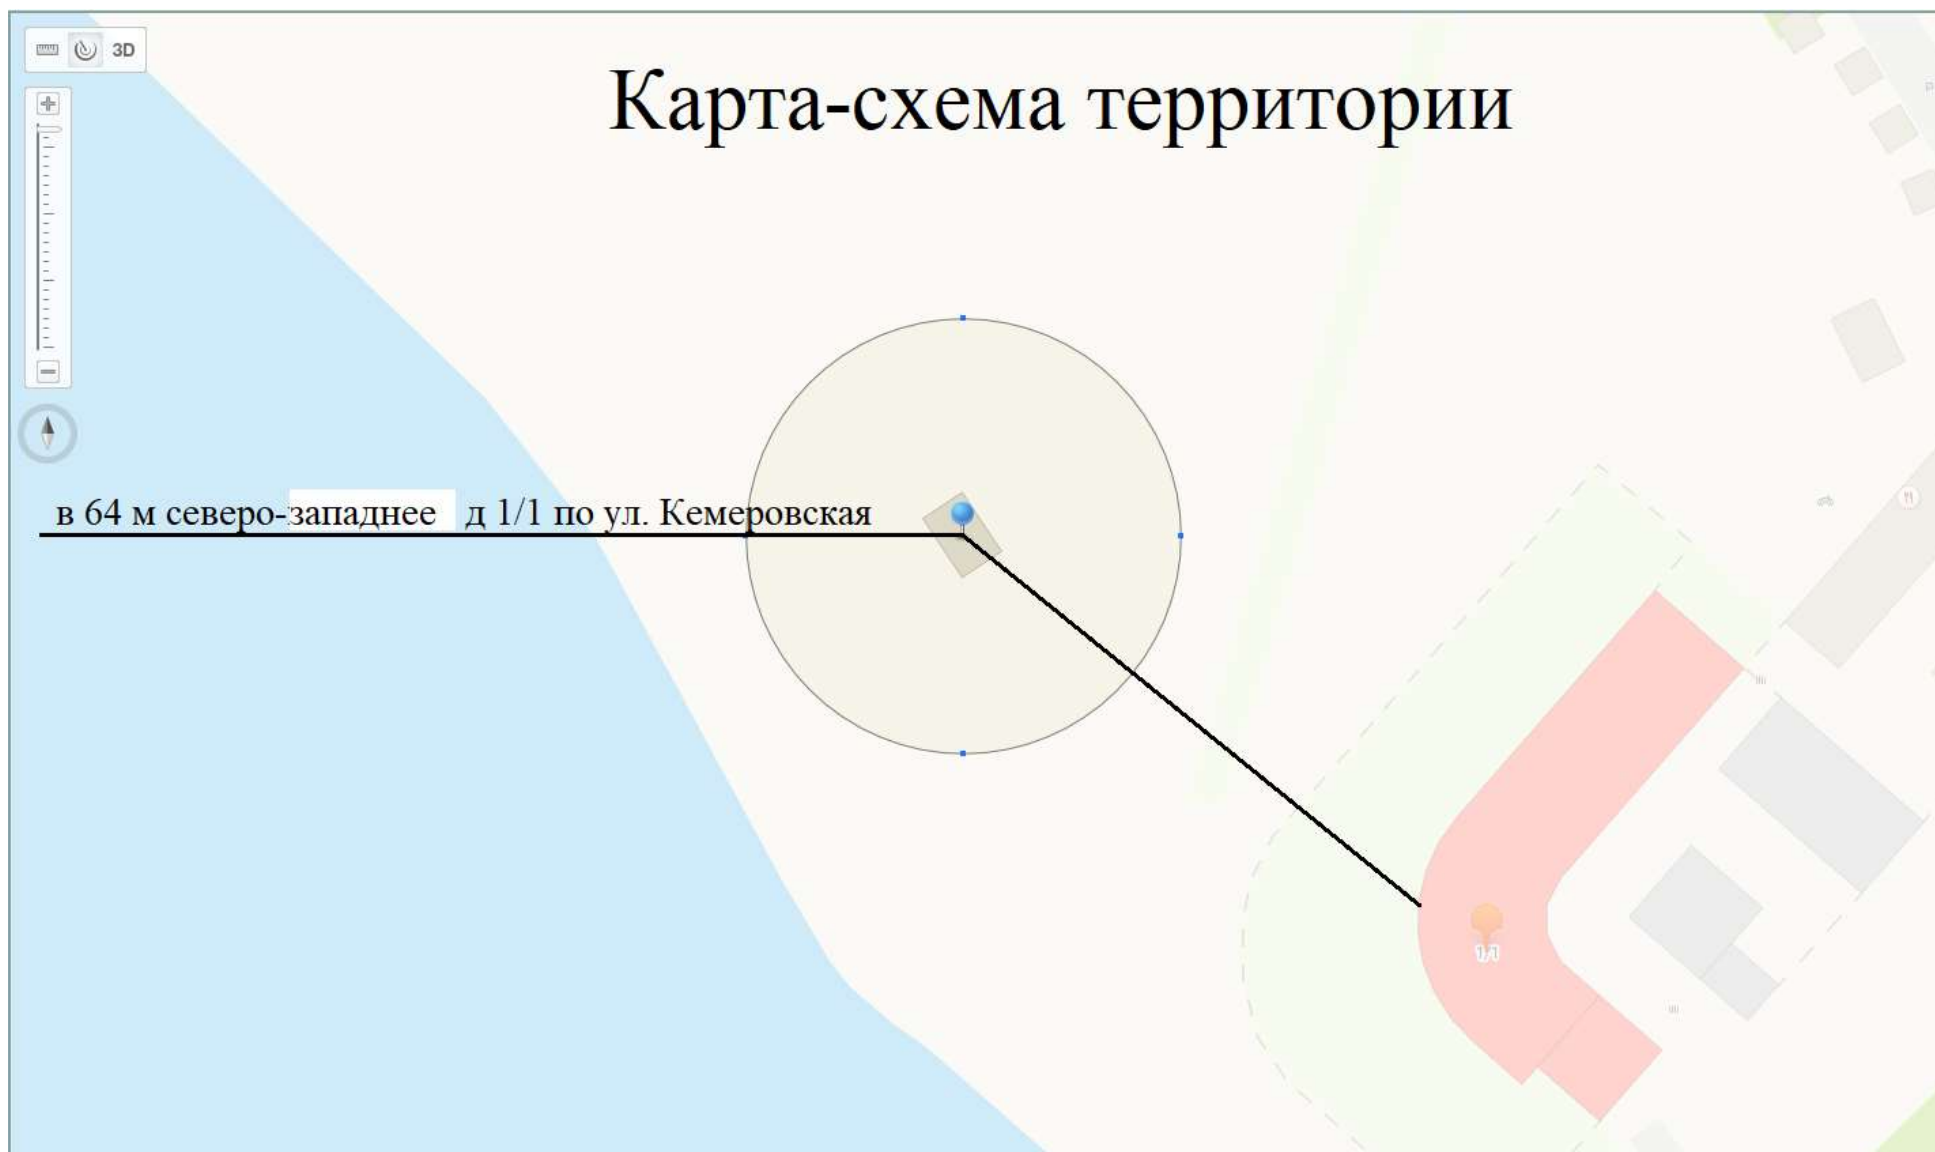 3D
Карта-схема территории
в 64 м северо-западнее д 1/1 по ул. Кемеровская
1/1